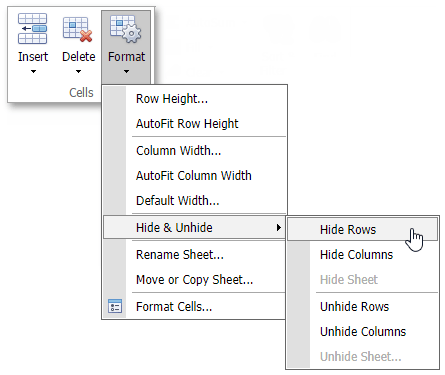 Insert Delete Format
Cells
Row Height...
AutoFit Row Height
Column Width...
AutoFit Column Width
Default Width...
Hide & Unhide
Rename Sheet...
Move or Copy Sheet...
Format Cells...
Hide Rows
Hide Columns
Hide Sheet
Unhide Rows
Unhide Columns
Unhide Sheet...